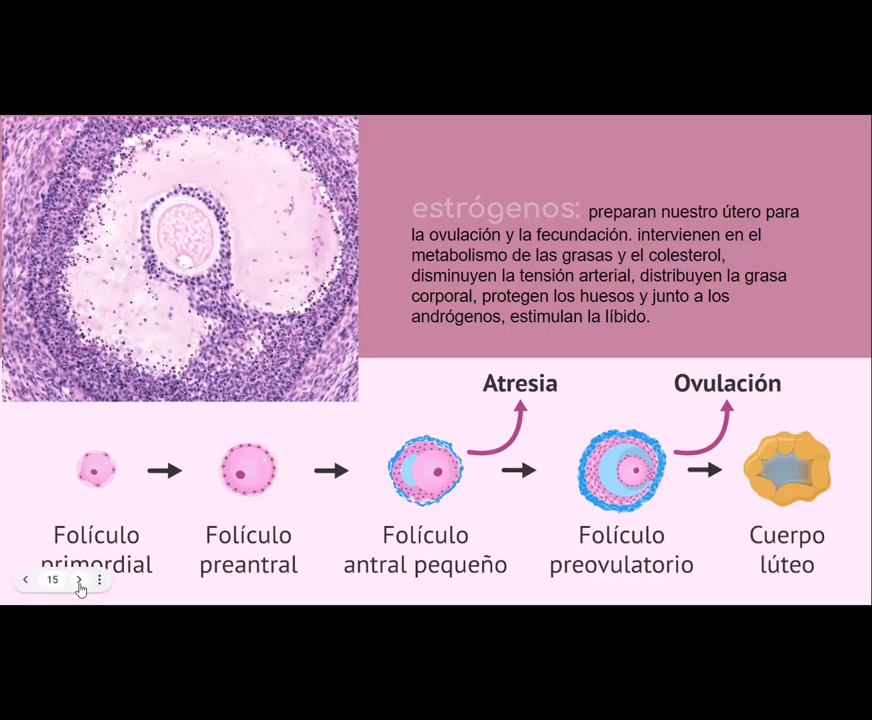 estrógenos: preparan nuestro útero para
la ovulación y la fecundación. intervienen en el
metabolismo de las grasas y el colesterol,
disminuyen la tensión arterial, distribuyen la grasa
corporal, protegen los huesos y junto a los
andrógenos, estimulan la líbido.
Atresia
Ovulación
Folículo
primordial
Folículo
preantral
Folículo
antral pequeño
Folículo
preovulatorio
Cuerpo
lúteo
15